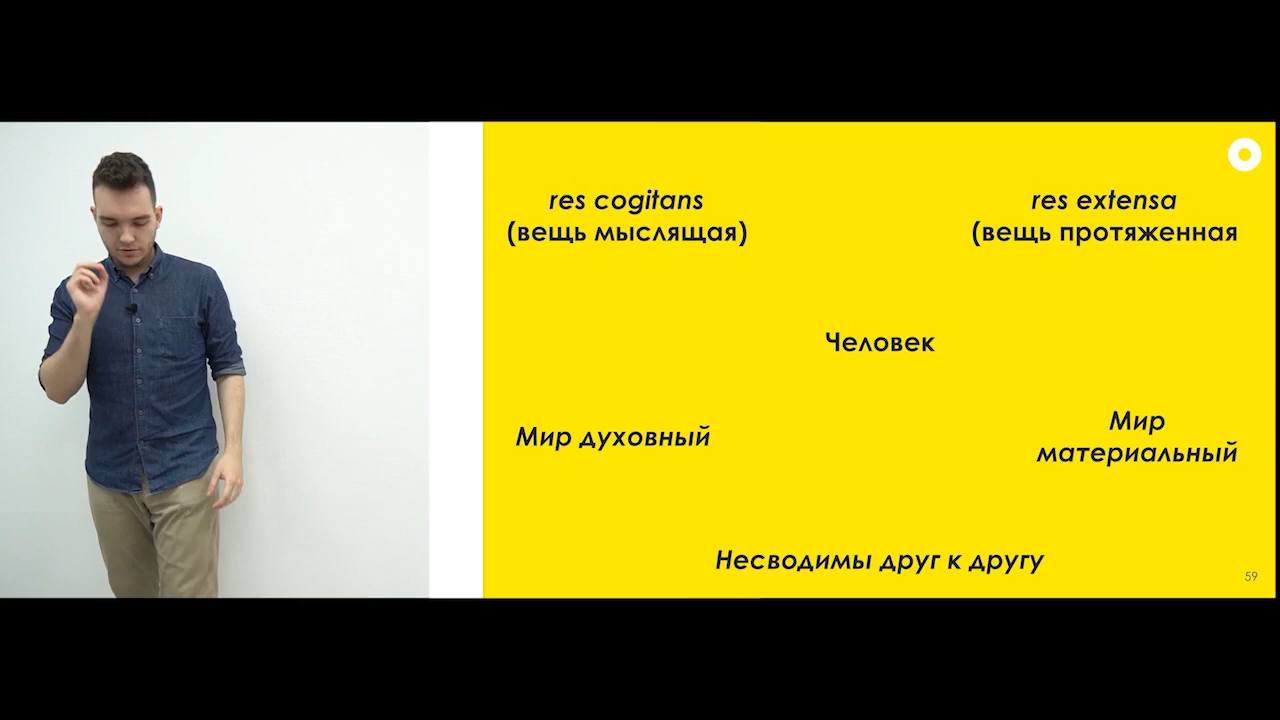 res cogitans
(вещь мыслящая)
res extensa
(вещь протяженная
Человек
Мир духовный
Мир
материальный
Несводимы друг к другу
59